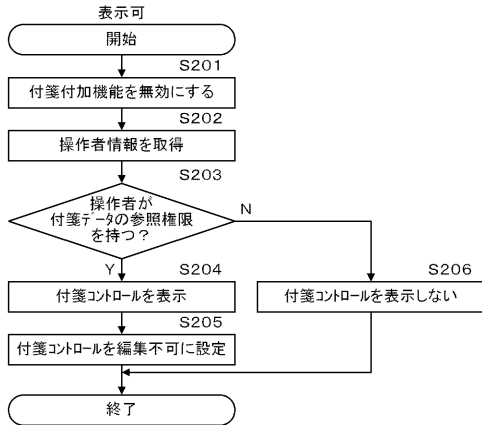 表示可
開始
S201
付箋付加機能を無効にする
S202
操作者情報を取得
S203
操作者が
付箋データの参照権限
を持つ?
N
Y
S204
付箋コントロールを表示
S206
付箋コントロールを表示しない
S205
付箋コントロールを編集不可に設定
終了